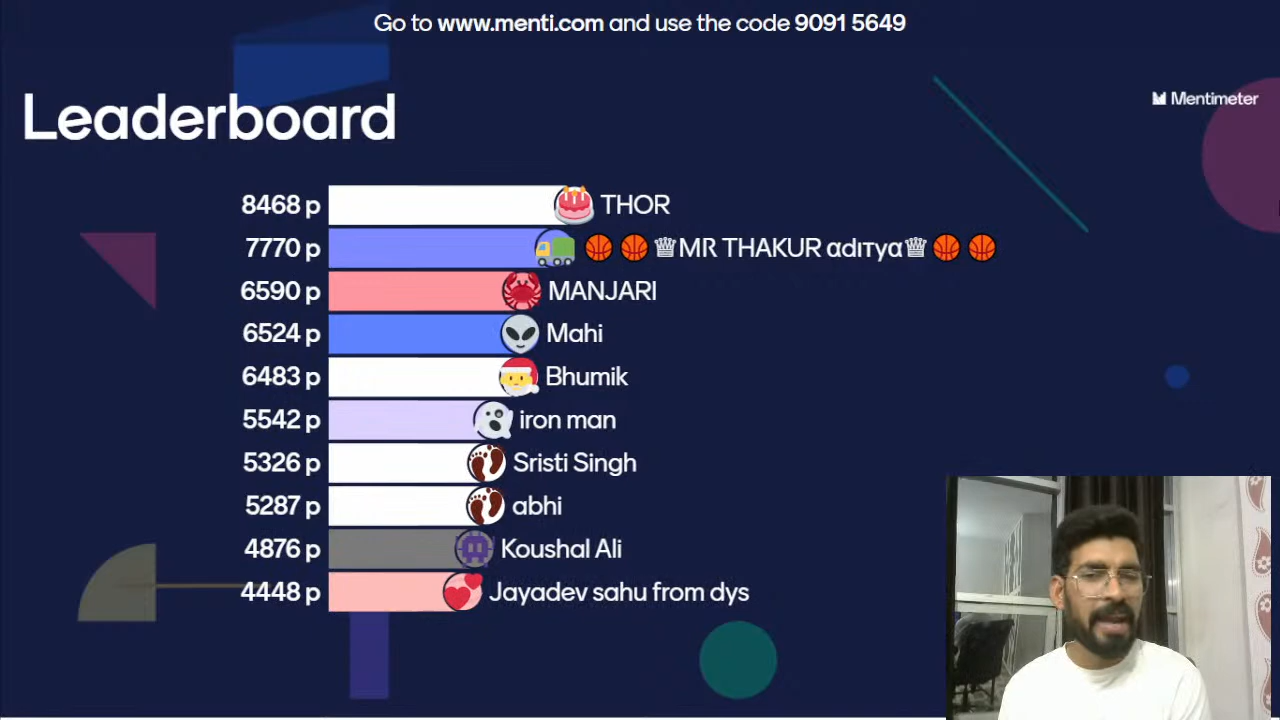 Go to www.menti.com and use the code 9091 5649
Leaderboard
Mentimeter
8468 p THOR
7770 p 🏀 🏀 ♕MR THAKUR αdιтyα♕ 🏀 🏀
6590 p MANJARI
6524 p Mahi
6483 p Bhumik
5542 p iron man
5326 p Sristi Singh
5287 p abhi
4876 p Koushal Ali
4448 p Jayadev sahu from dys